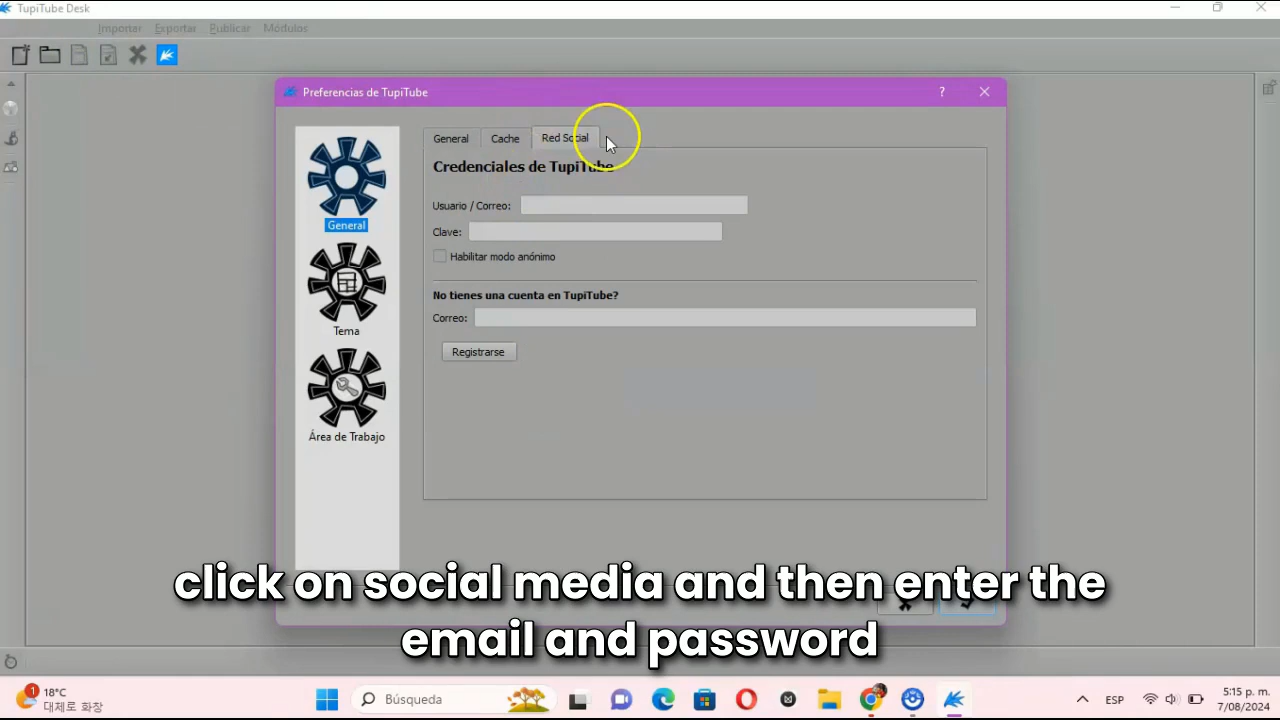 TupiTube Desk
Importar Exportar Publicar Módulos
Preferencias de TupiTube
?
General Cache Red Social
Credenciales de TupiTube
Usuario / Correo:
General
Clave:
Habilitar modo anónimo
No tienes una cuenta en TupiTube?
Correo:
Tema
Registrarse
Área de Trabajo
click on social media and then enter the
email and password
1
18°C
대체로 화창
Búsqueda
ESP
5:15 p. m.
7/08/2024